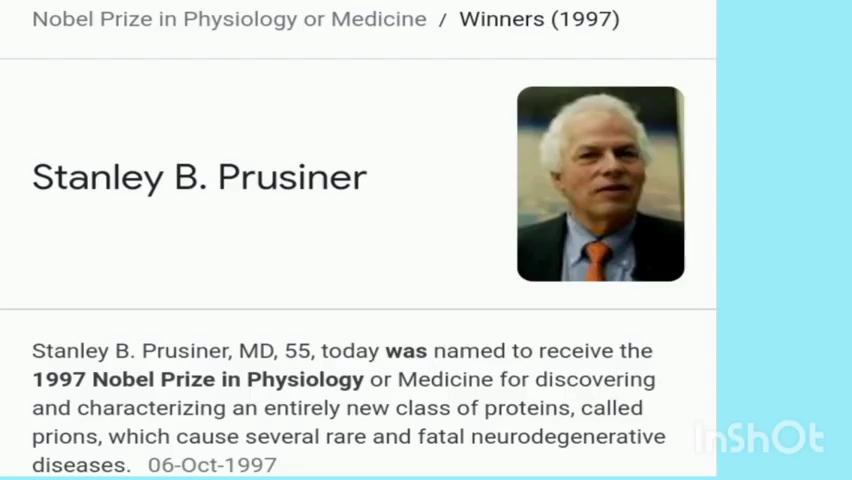 Nobel Prize in Physiology or Medicine / Winners (1997)
Stanley B. Prusiner
Stanley B. Prusiner, MD, 55, today was named to receive the
1997 Nobel Prize in Physiology or Medicine for discovering
and characterizing an entirely new class of proteins, called
prions, which cause several rare and fatal neurodegenerative
diseases. 06-Oct-1997
InShOt